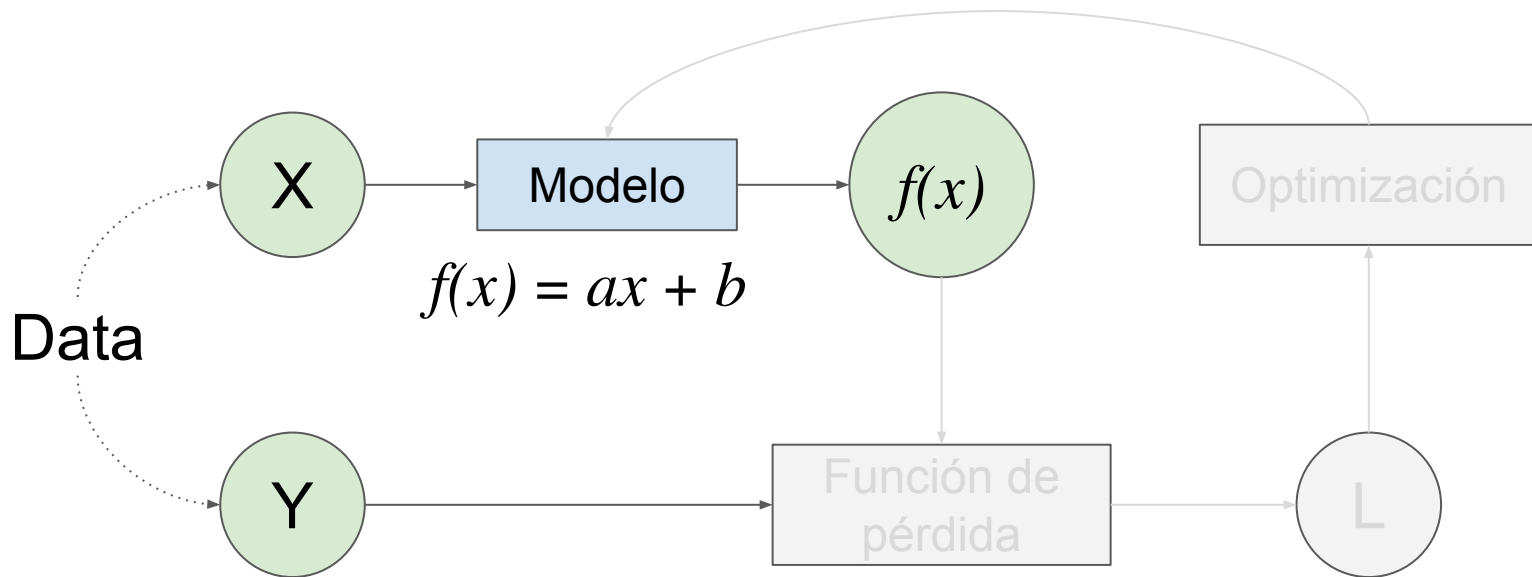 X
Modelo
f(x)
Optimización
f(x) = ax + b
Data
Y
Función de
pérdida
L